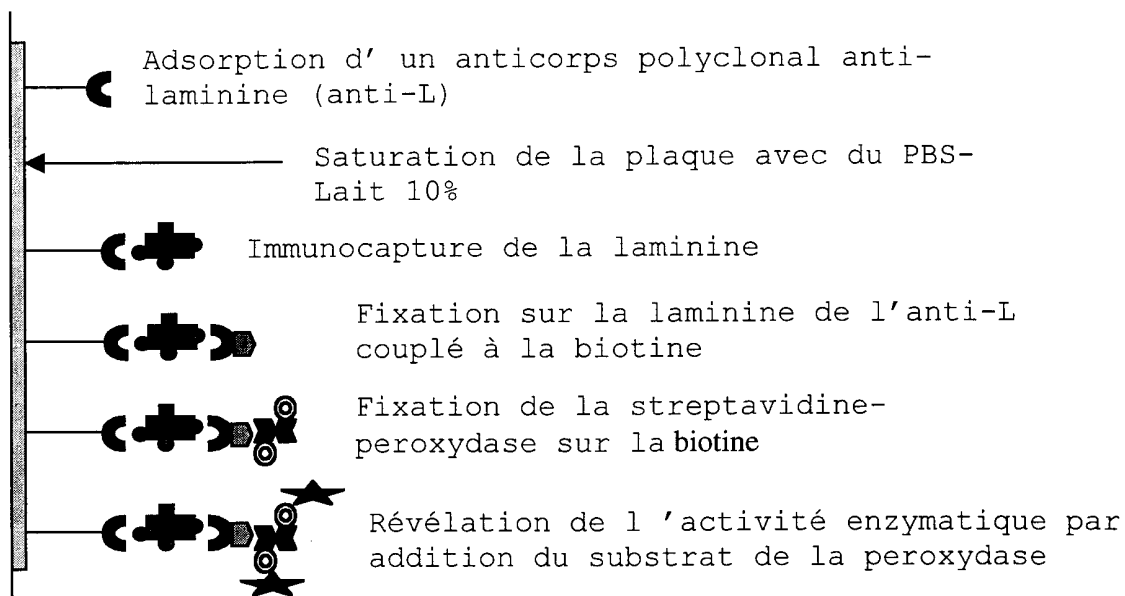 Adsorption d' un anticorps polyclonal anti-
laminine (anti-L)
Saturation de la plaque avec du PBS-
Lait 10%
Immunocapture de la laminine
Fixation sur la laminine de l'anti-L
couplé à la biotine
Fixation de la streptavidine-
peroxydase sur la biotine
Révélation de l 'activité enzymatique par
addition du substrat de la peroxydase